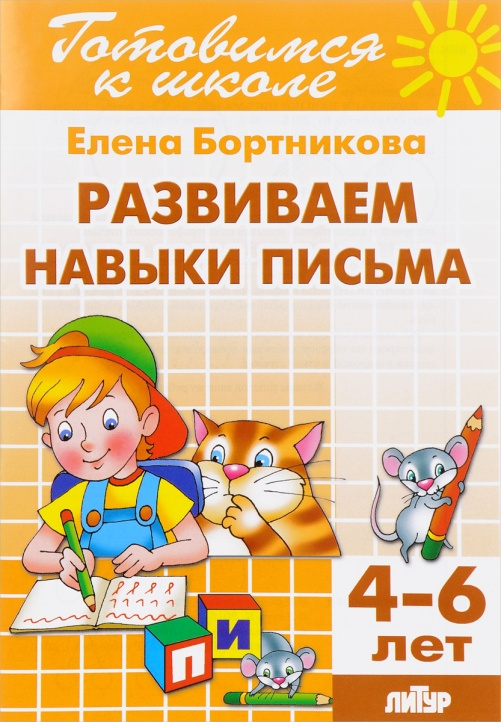 Готовимся
к школе
Елена Бортникова
РАЗВИВАЕМ
НАВЫКИ ПИСЬМА
П
И
4-6
лет
ЛИТУР